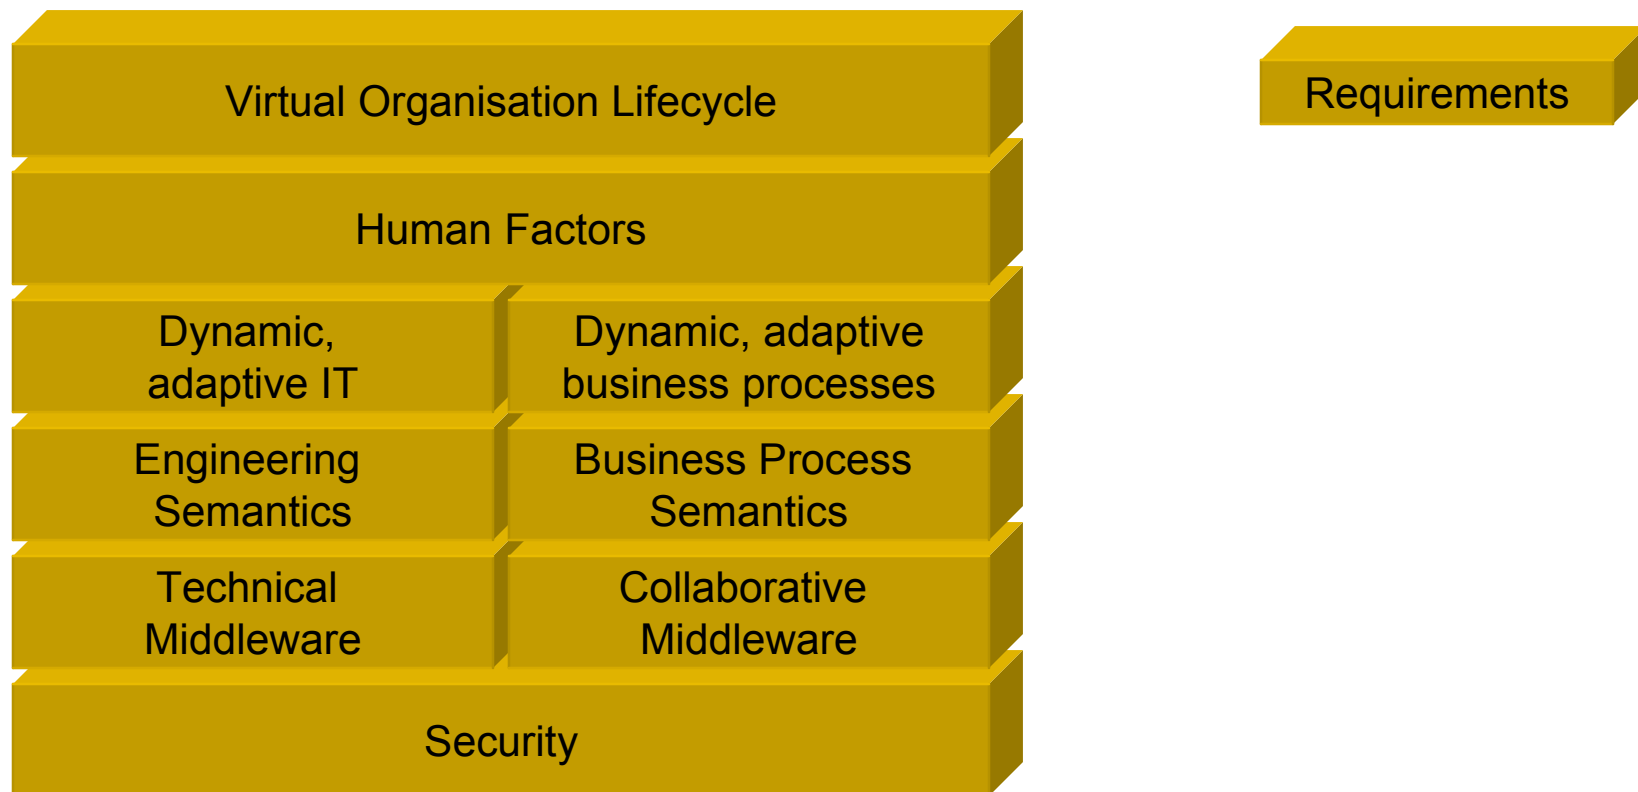 Virtual Organisation Lifecycle
Requirements
Human Factors
Dynamic,
adaptive IT
Dynamic, adaptive
business processes
Engineering
Semantics
Business Process
Semantics
Technical
Middleware
Collaborative
Middleware
Security